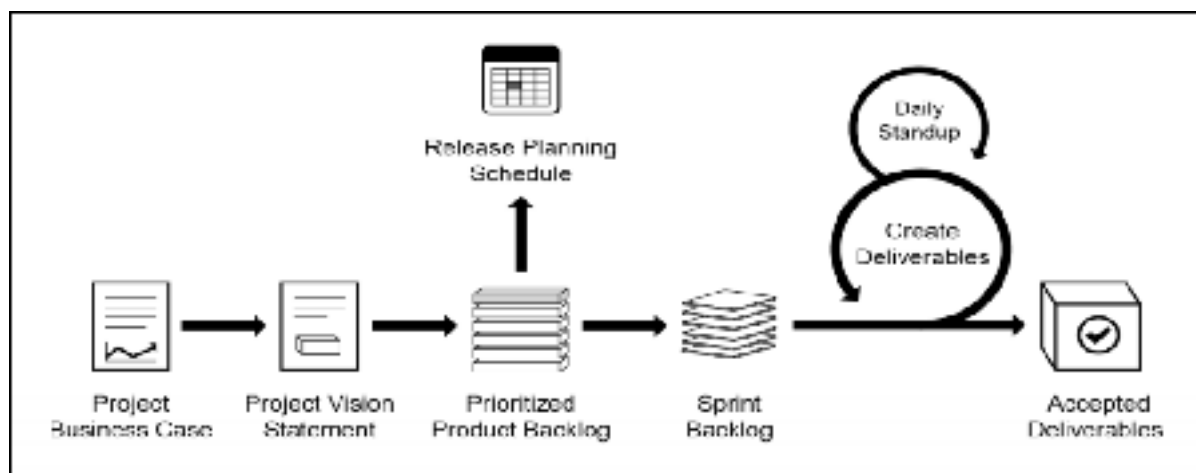 Release Planning
Schedule
Daily
Standup
Create
Deliverables
Project
Business Case
Project Vision
Statement
Prioritized
Product Backlog
Sprint
Backlog
Accepted
Deliverables